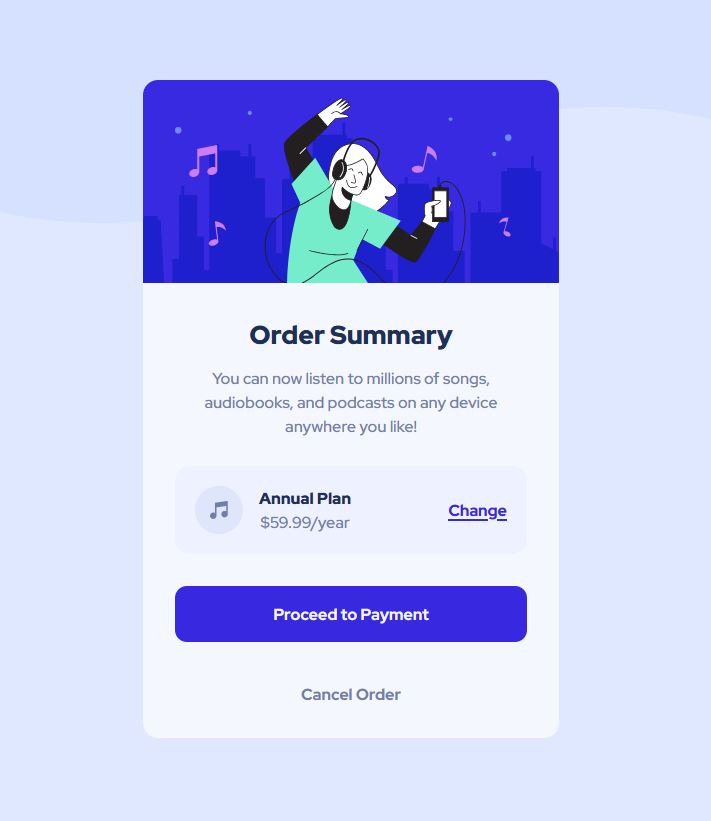 Order Summary
You can now listen to millions of songs,
audiobooks, and podcasts on any device
anywhere you like!
Annual Plan
$59.99/year
Change
Proceed to Payment
Cancel Order